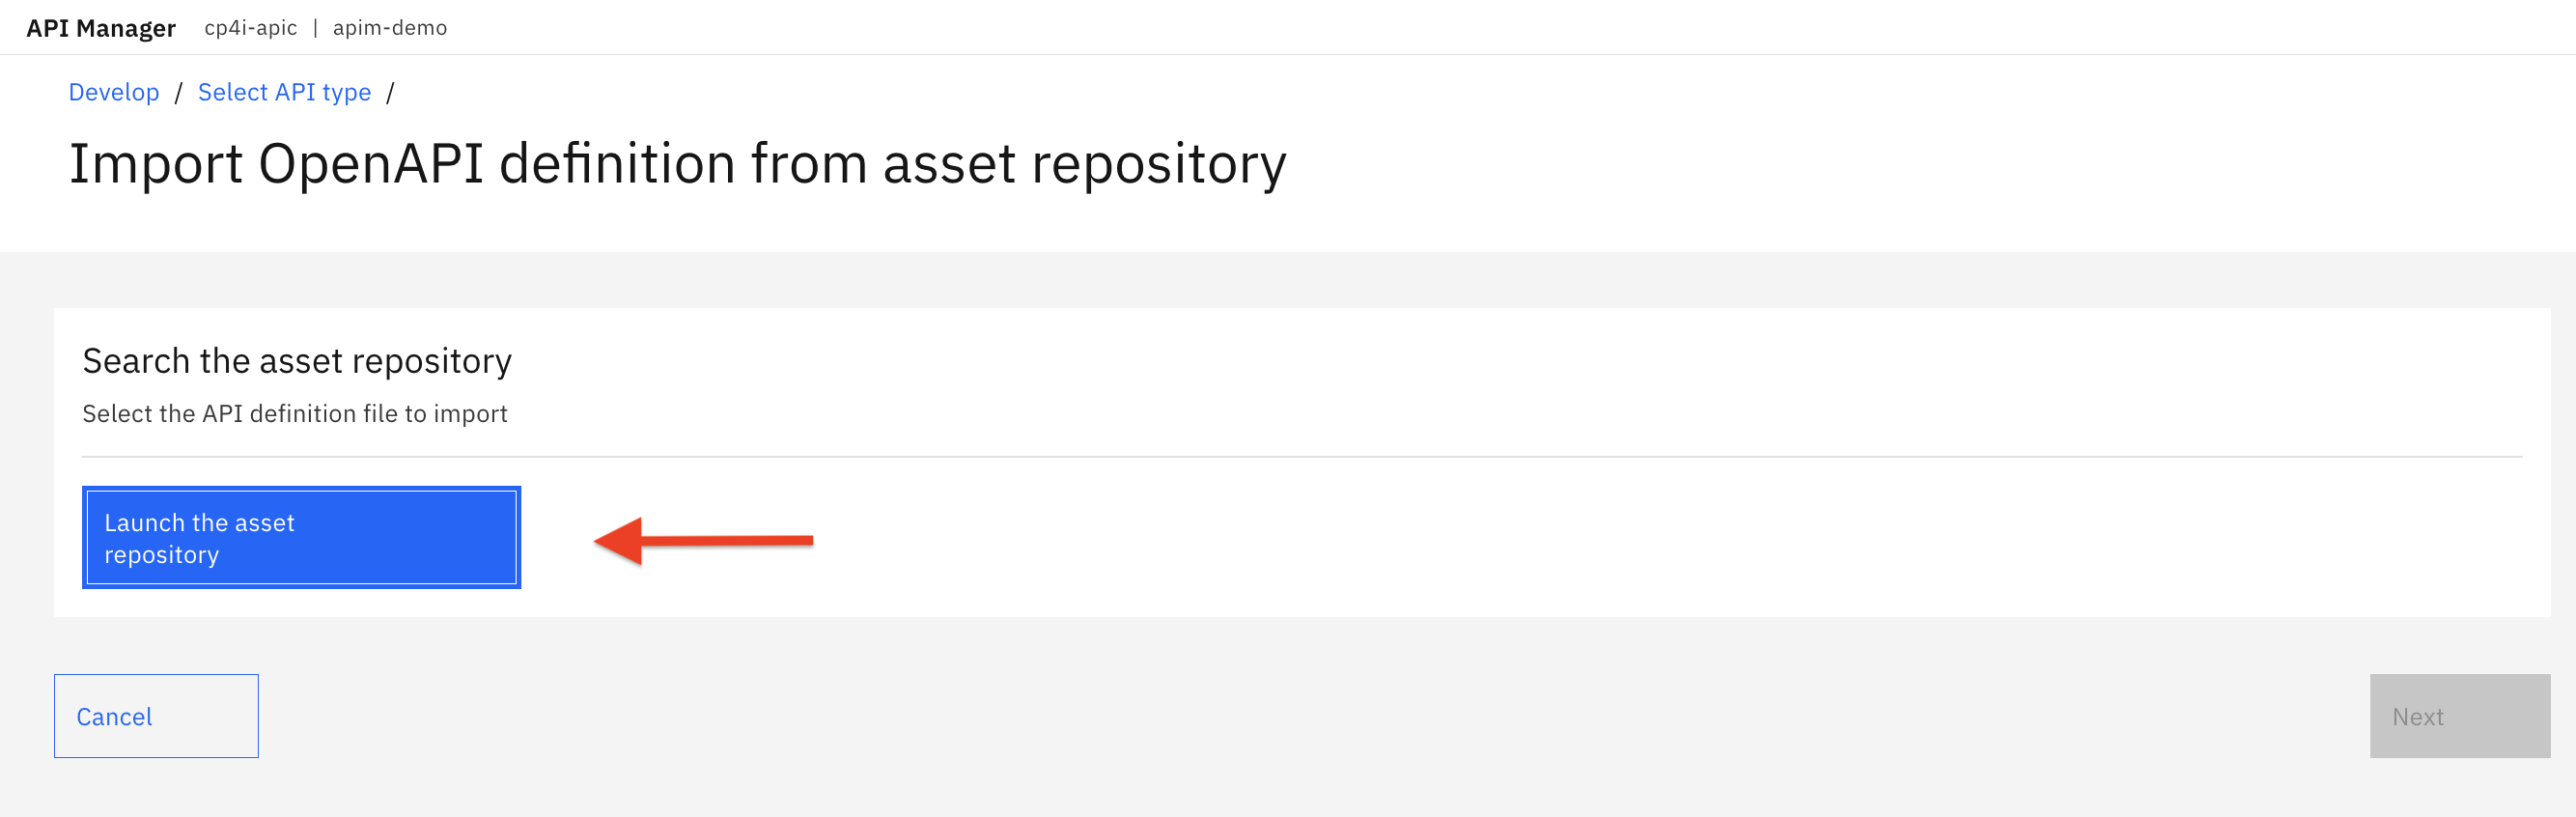 API Manager cp4i-apic | apim-demo
Develop / Select API type /
Import OpenAPI definition from asset repository
Search the asset repository
Select the API definition file to import
Launch the asset
repository
Cancel
Next